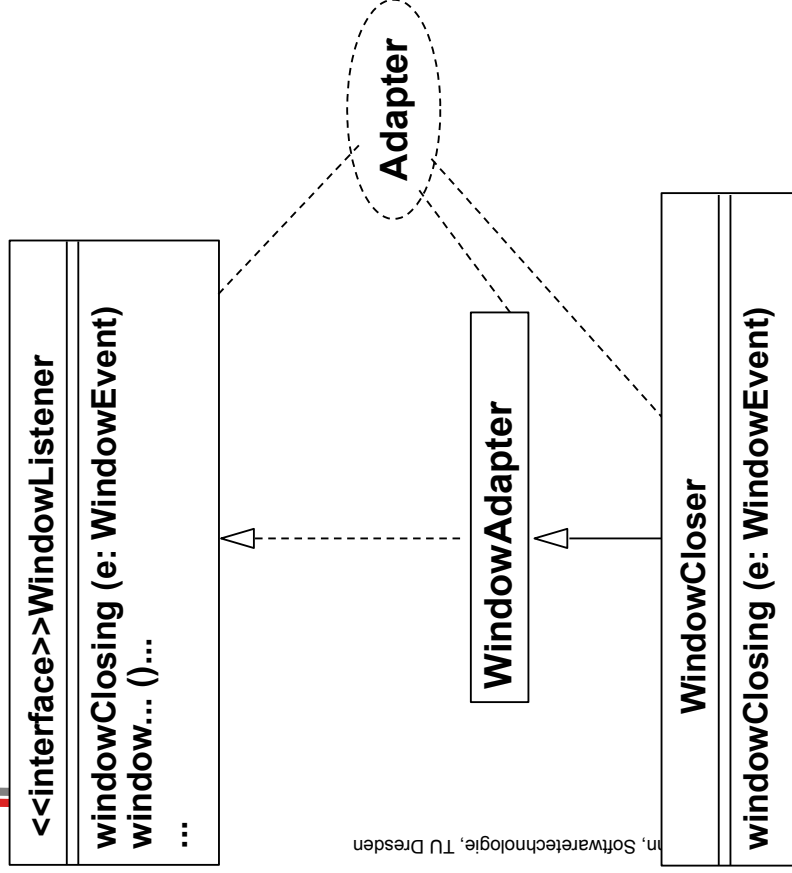 <<interface>>WindowListener
windowClosing (e: WindowEvent)
window... ()...
...
Adapter
WindowAdapter
WindowCloser
windowClosing (e: WindowEvent)
Softwaretechnologie, TU Dresden